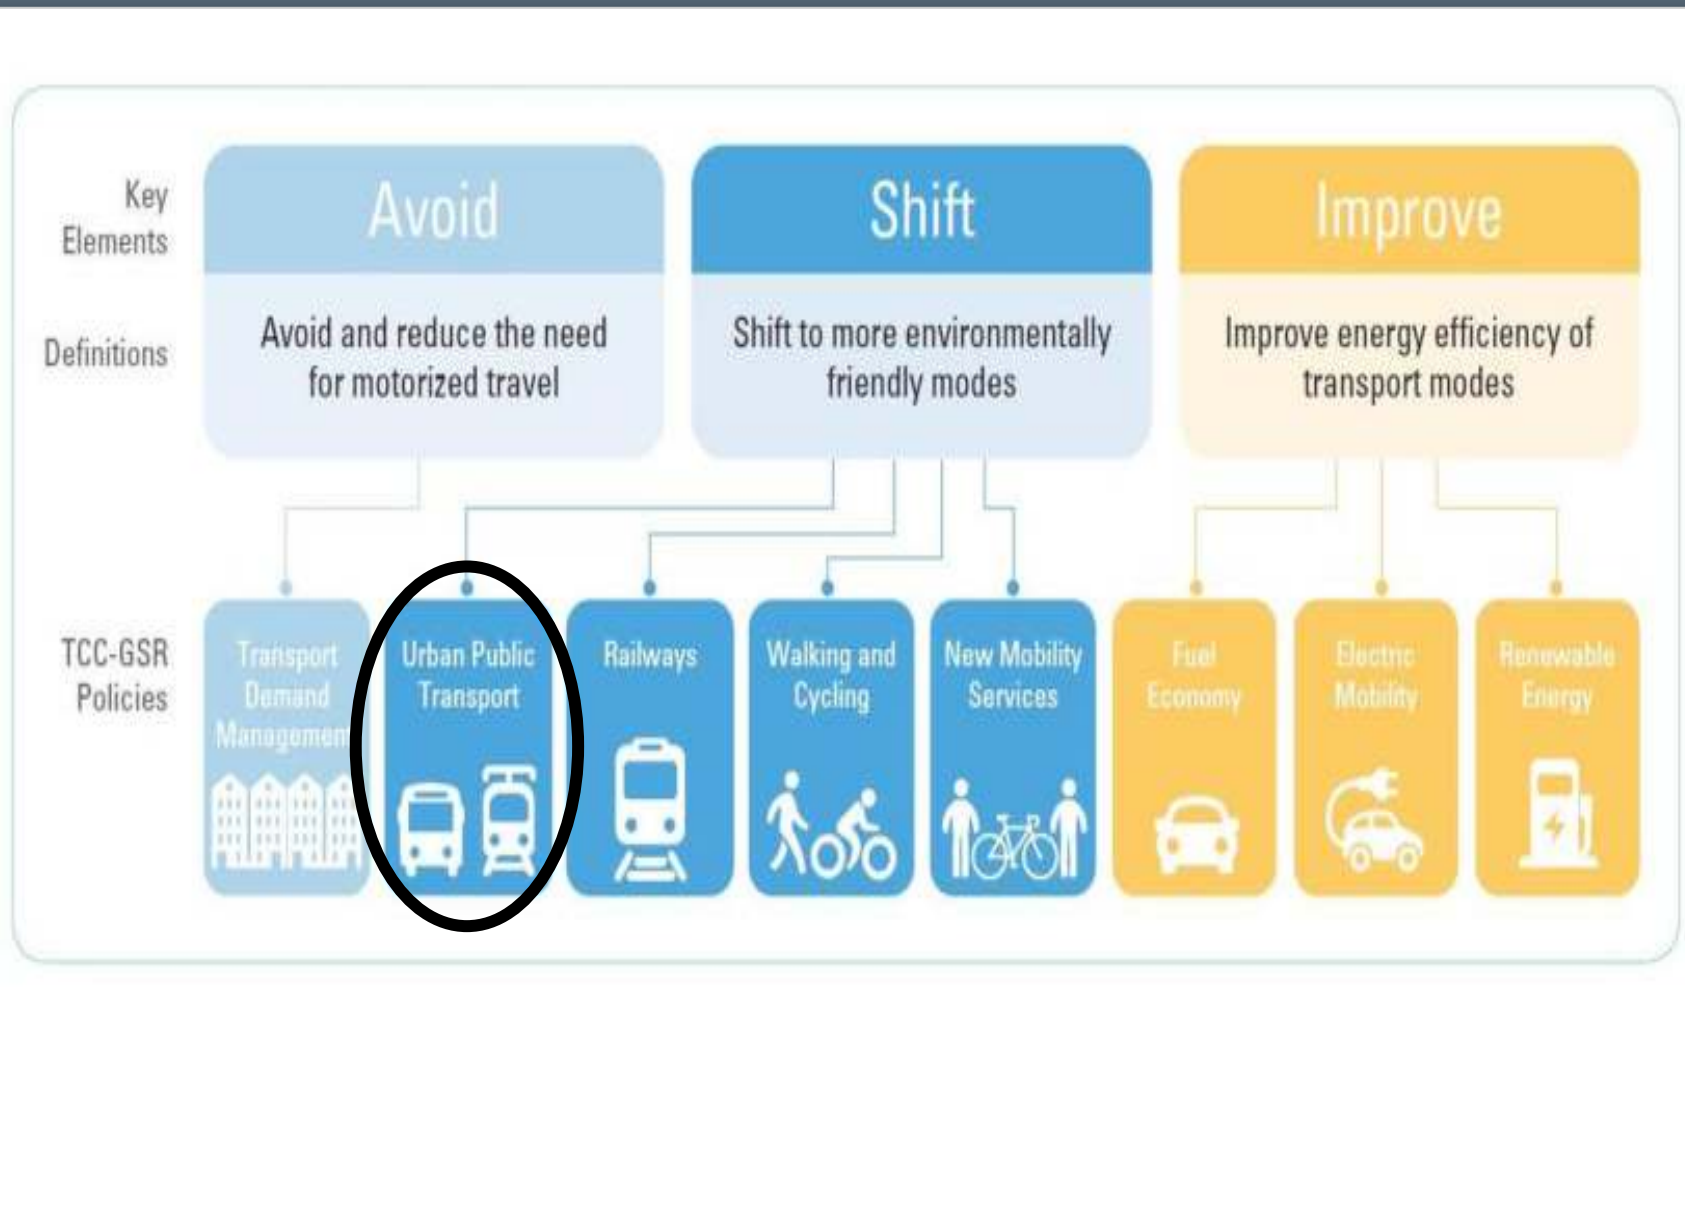 Key
Elements
Avoid
Shift
Improve
Definitions
Avoid and reduce the need
for motorized travel
Shift to more environmentally
friendly modes
Improve energy efficiency of
transport modes
TCC-GSR
Policies
Transport
Demand
Management
Urban Public
Transport
Railways
Walking and
Cycling
New Mobility
Services
Fuel
Economy
Electric
Mobility
Renewable
Energy